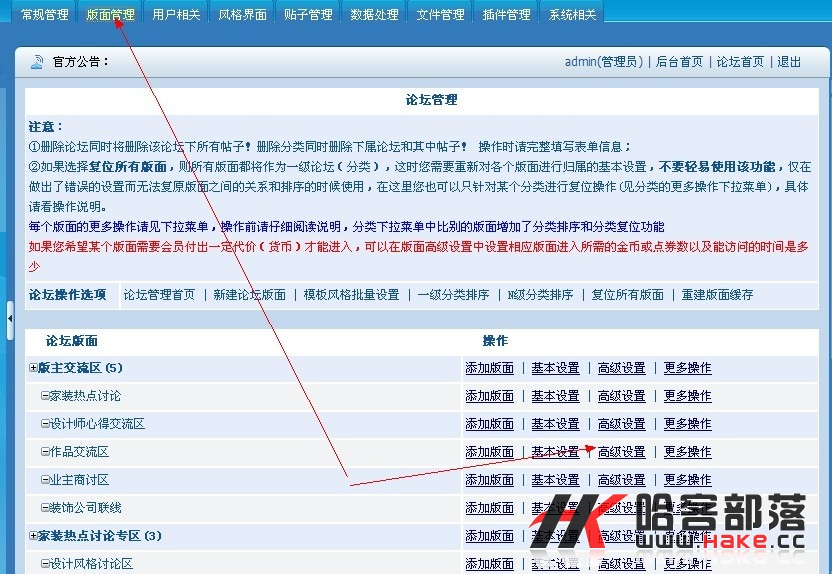 常规管理 版面管理 用户相关 风格界面 贴子管理 数据处理 文件管理 插件管理 系统相关
官方公告： admin(管理员) | 后台首页 | 论坛首页 | 退出
论坛管理
注意：
①删除论坛同时将删除该论坛下所有帖子！删除分类同时删除下属论坛和其中帖子！ 操作时请完整填写表单信息；
②如果选择复位所有版面，则所有版面都将作为一级论坛（分类），这时您需要重新对各个版面进行归属的基本设置，不要轻易使用该功能，仅在
做出了错误的设置而无法复原版面之间的关系和排序的时候使用，在这里您也可以只针对某个分类进行复位操作(见分类的更多操作下拉菜单)，具体
请看操作说明。
每个版面的更多操作请见下拉菜单，操作前请仔细阅读说明，分类下拉菜单中比别的版面增加了分类排序和分类复位功能
如果您希望某个版面需要会员付出一定代价（货币）才能进入，可以在版面高级设置中设置相应版面进入所需的金币或点券数以及能访问的时间是多
少
论坛操作选项 论坛管理首页 | 新建论坛版面 | 模板风格批量设置 | 一级分类排序 | N级分类排序 | 复位所有版面 | 重建版面缓存
论坛版面 操作
版主交流区(5) 添加版面 | 基本设置 | 高级设置 | 更多操作
家装热点讨论 添加版面 | 基本设置 | 高级设置 | 更多操作
设计师心得交流区 添加版面 | 基本设置 | 高级设置 | 更多操作
作品交流区 添加版面 | 基本设置 | 高级设置 | 更多操作
业主商讨区 添加版面 | 基本设置 | 高级设置 | 更多操作
装饰公司联线 添加版面 | 基本设置 | 高级设置 | 更多操作
家装热点讨论专区(3) 添加版面 | 基本设置 | 高级设置 | 更多操作
设计风格讨论区 添加版面 | 基本设置 | 高级设置 | 更多操作
HK 哈客部落
www.Hake.cc